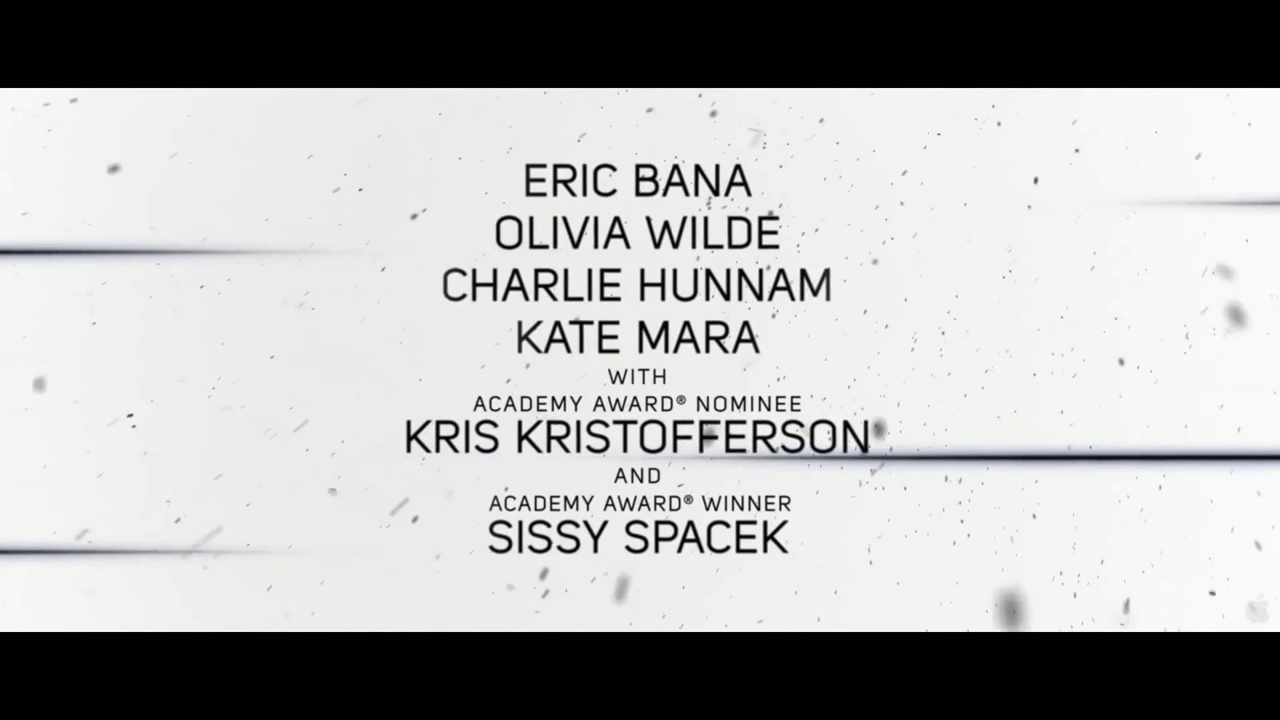 ERIC BANA
OLIVIA WILDE
CHARLIE HUNNAM
KATE MARA
WITH
ACADEMY AWARD® NOMINEE
KRIS KRISTOFFERSON
AND
ACADEMY AWARD® WINNER
SISSY SPACEK